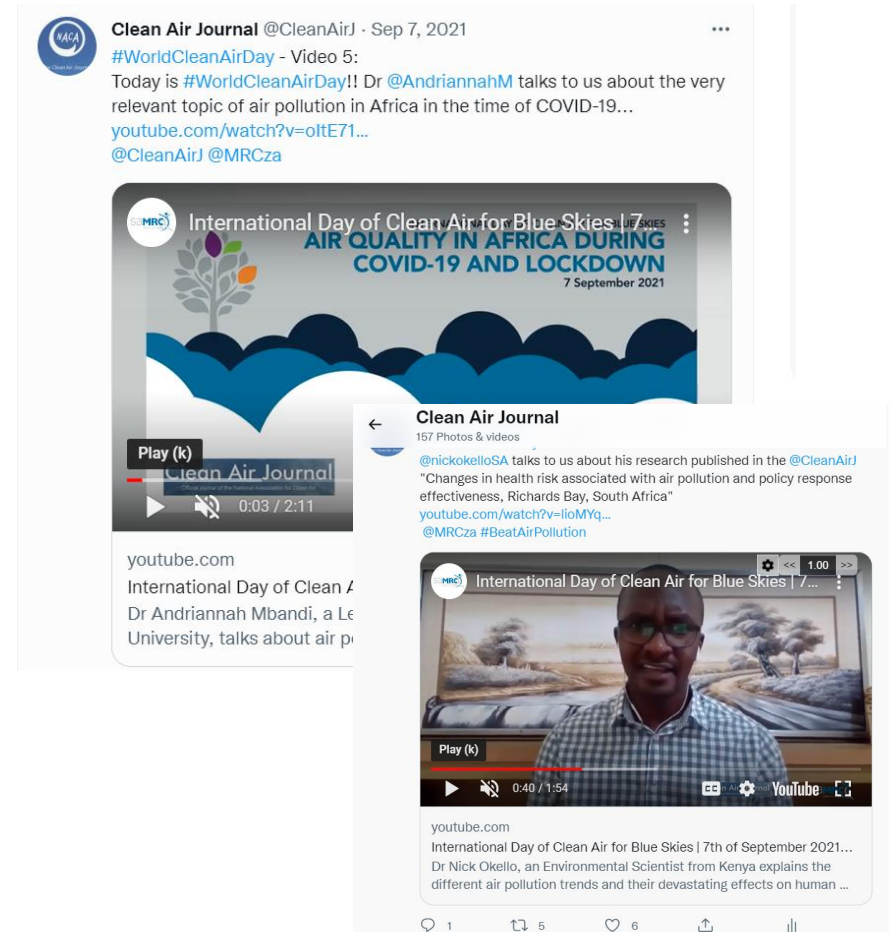 NACA
Clean Air Journal @CleanAirJ · Sep 7, 2021
#WorldCleanAirDay - Video 5:
Today is #WorldCleanAirDay!! Dr @AndriannahM talks to us about the very
relevant topic of air pollution in Africa in the time of COVID-19…
youtube.com/watch?v=oItE71…
@CleanAirJ @MRCza
saMRC
International Day of Clean Air for Blue Skies | 7…
AIR QUALITY IN AFRICA DURING
COVID-19 AND LOCKDOWN
7 September 2021
Play (k)
Clean Air Journal
0:03 / 2:11
youtube.com
International Day of Clean A
Dr Andriannah Mbandi, a Le
University, talks about air p
Clean Air Journal
157 Photos & videos
@nickokelloSA talks to us about his research published in the @CleanAirJ
"Changes in health risk associated with air pollution and policy response
effectiveness, Richards Bay, South Africa"
youtube.com/watch?v=IioMYq…
@MRCza #BeatAirPollution
<< 1.00 >>
saMRC
International Day of Clean Air for Blue Skies | 7…
Play (k)
0:40 / 1:54
CC
YouTube
youtube.com
International Day of Clean Air for Blue Skies | 7th of September 2021…
Dr Nick Okello, an Environmental Scientist from Kenya explains the
different air pollution trends and their devastating effects on human …
1 5 6